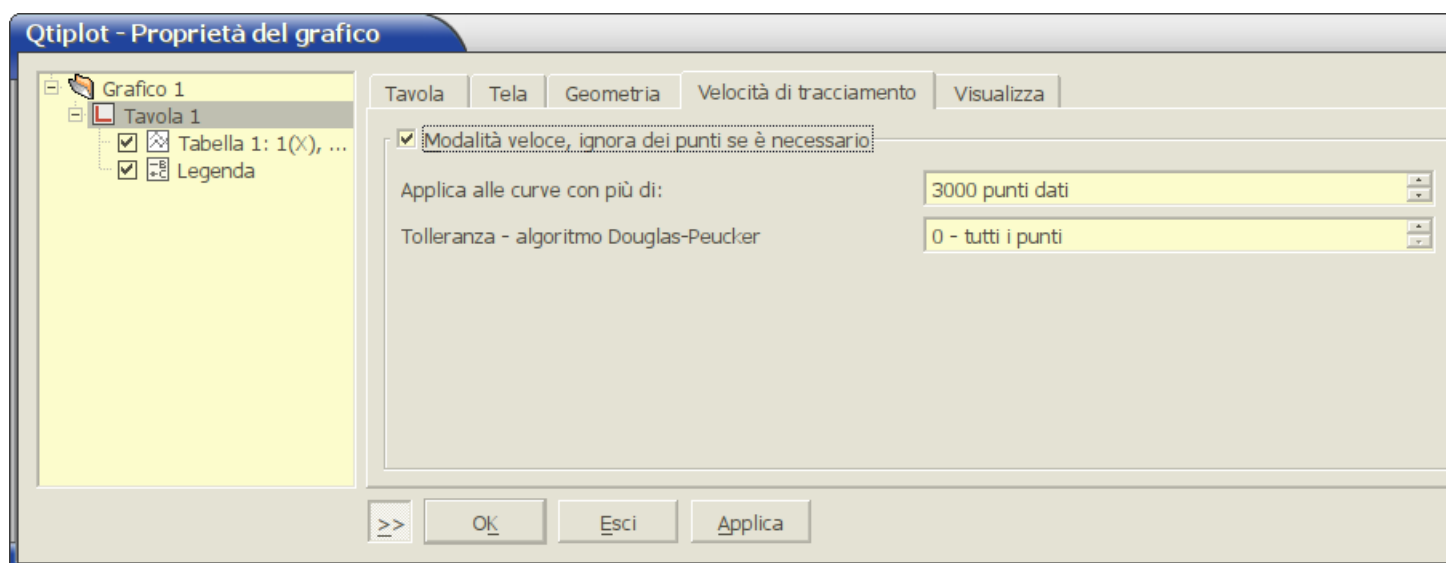 Qtiplot - Proprietà del grafico
Grafico 1
Tavola 1
Tabella 1: 1(X), ...
Legenda
Tavola Tela Geometria Velocità di tracciamento Visualizza
Modalità veloce, ignora dei punti se è necessario
Applica alle curve con più di: 3000 punti dati
Tolleranza - algoritmo Douglas-Peucker 0 - tutti i punti
>> OK Esci Applica